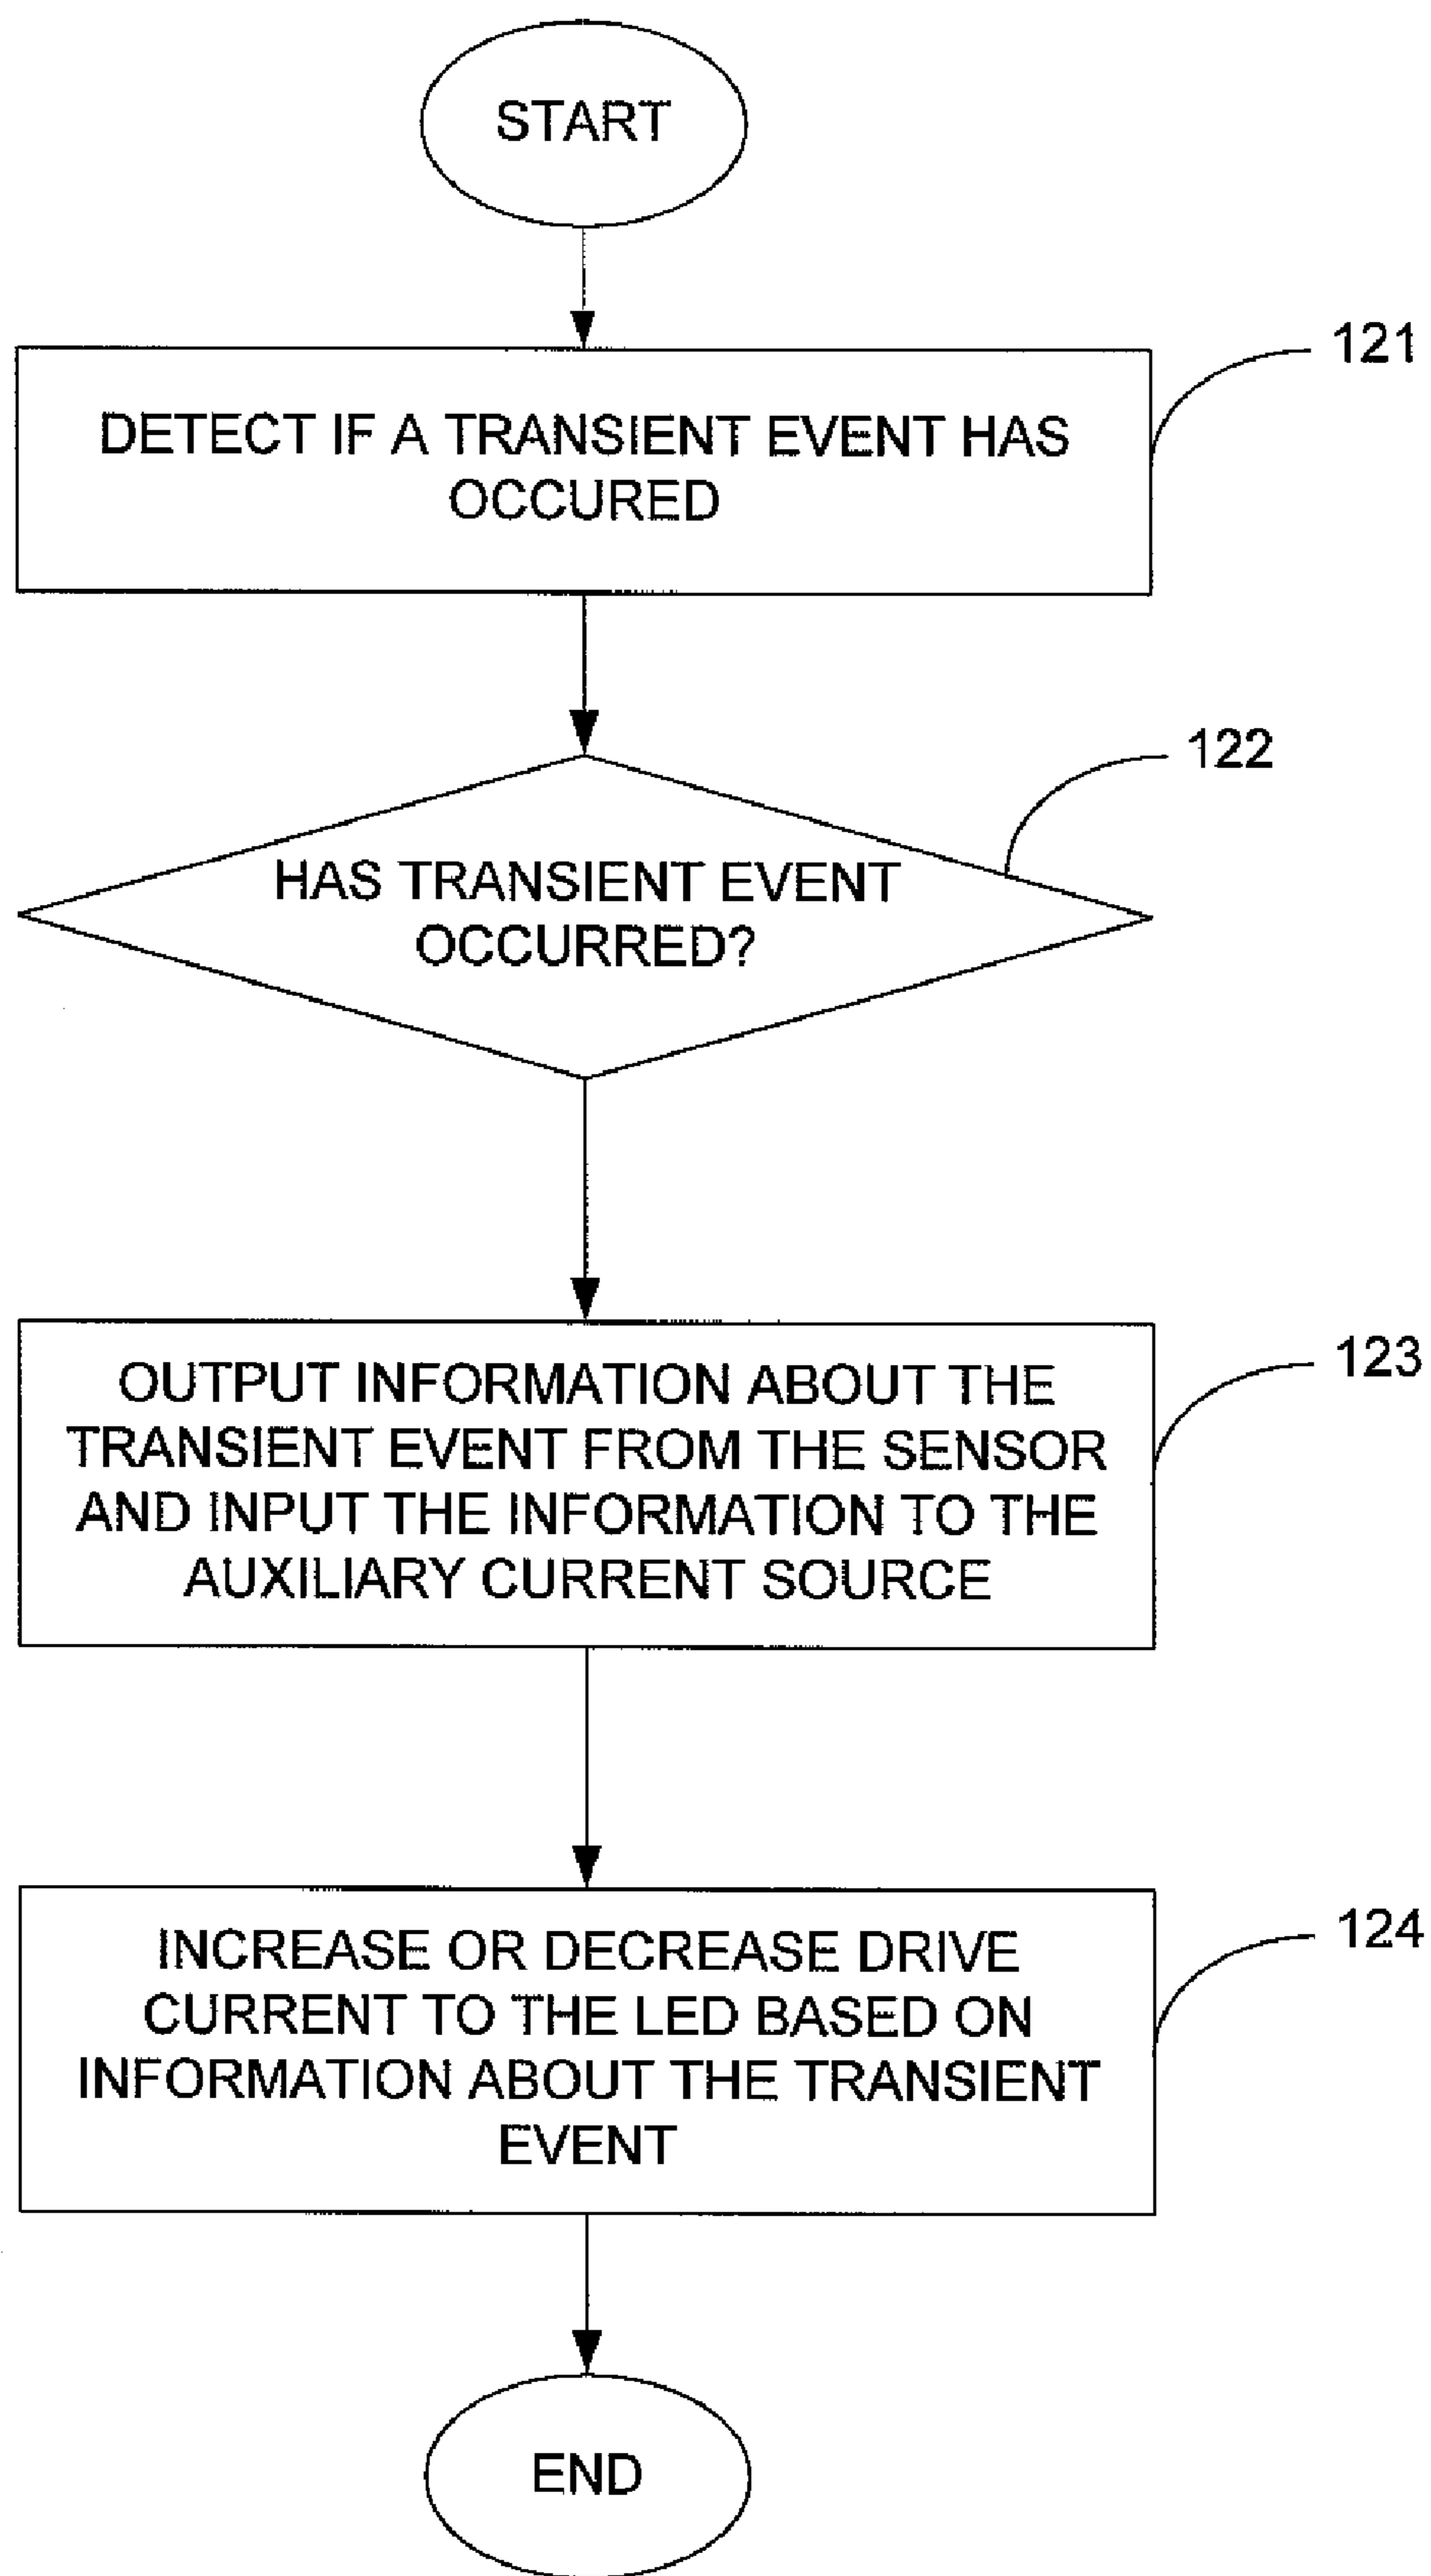 START
121
DETECT IF A TRANSIENT EVENT HAS
OCCURED
122
HAS TRANSIENT EVENT
OCCURRED?
123
OUTPUT INFORMATION ABOUT THE
TRANSIENT EVENT FROM THE SENSOR
AND INPUT THE INFORMATION TO THE
AUXILIARY CURRENT SOURCE
124
INCREASE OR DECREASE DRIVE
CURRENT TO THE LED BASED ON
INFORMATION ABOUT THE TRANSIENT
EVENT
END